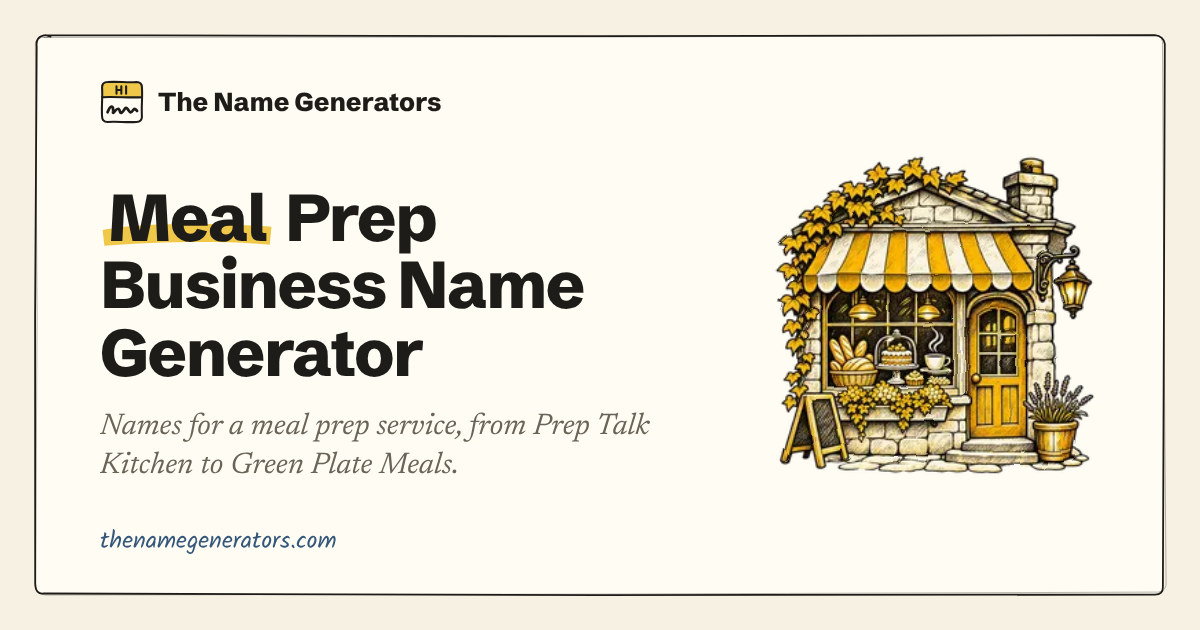 HI
The Name Generators
Meal Prep
Business Name
Generator
Names for a meal prep service, from Prep Talk
Kitchen to Green Plate Meals.
thenamegenerators.com